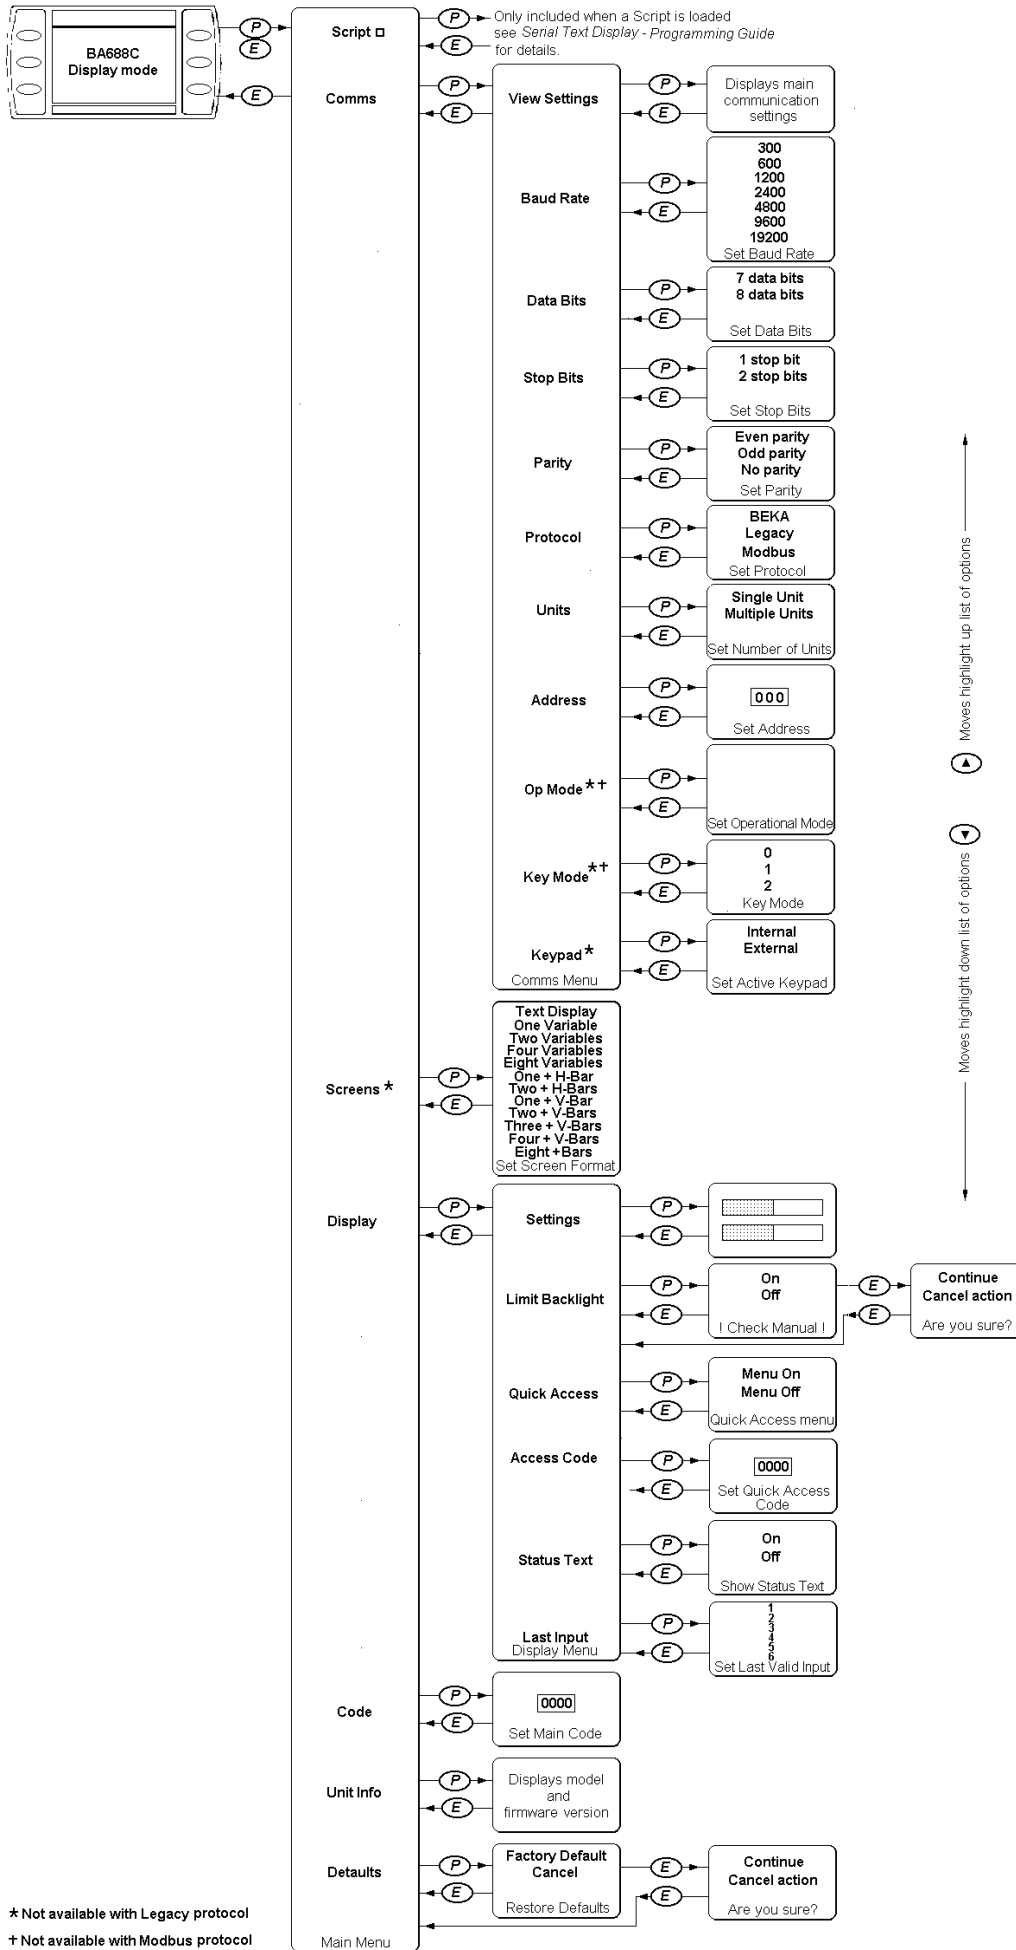 BA688C
Display mode
P
E
E
Script □
P
E
Only included when a Script is loaded
see Serial Text Display - Programming Guide
for details.
Comms
P
E
View Settings
P
E
Displays main
communication
settings
Baud Rate
P
E
300
600
1200
2400
4800
9600
19200
Set Baud Rate
Data Bits
P
E
7 data bits
8 data bits
Set Data Bits
Stop Bits
P
E
1 stop bit
2 stop bits
Set Stop Bits
Parity
P
E
Even parity
Odd parity
No parity
Set Parity
Protocol
P
E
BEKA
Legacy
Modbus
Set Protocol
Units
P
E
Single Unit
Multiple Units
Set Number of Units
Address
P
E
000
Set Address
Op Mode*†
P
E
Set Operational Mode
Key Mode*†
P
E
0
1
2
Key Mode
Keypad*
P
E
Internal
External
Set Active Keypad
Comms Menu
Moves highlight up list of options
Moves highlight down list of options
Screens *
P
E
Text Display
One Variable
Two Variables
Four Variables
Eight Variables
One + H-Bar
Two + H-Bars
One + V-Bar
Two + V-Bars
Three + V-Bars
Four + V-Bars
Eight +Bars
Set Screen Format
Display
P
E
Settings
P
E
Limit Backlight
P
E
On
Off
! Check Manual !
E
E
Continue
Cancel action
Are you sure?
Quick Access
P
E
Menu On
Menu Off
Quick Access menu
Access Code
P
E
0000
Set Quick Access
Code
Status Text
P
E
On
Off
Show Status Text
Last Input
P
E
1
2
3
4
5
6
Set Last Valid Input
Display Menu
Code
P
E
0000
Set Main Code
Unit Info
P
E
Displays model
and
firmware version
Detaults
P
E
Factory Default
Cancel
Restore Defaults
E
E
Continue
Cancel action
Are you sure?
Main Menu
* Not available with Legacy protocol
† Not available with Modbus protocol